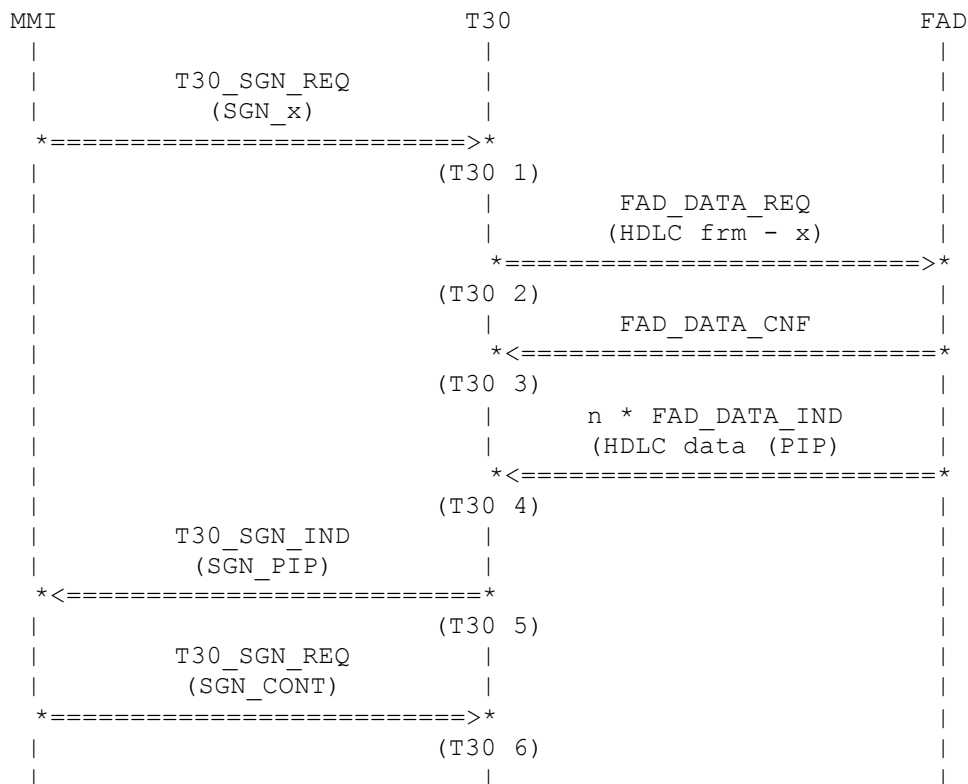 MMI T30 FAD
| | |
| T30_SGN_REQ | |
| (SGN_x) | |
*==========================>* |
| (T30 1) |
| | FAD_DATA_REQ |
| | (HDLC frm - x) |
| *==========================>*
| (T30 2) |
| | FAD_DATA_CNF |
| *<==========================*
| (T30 3) |
| | n * FAD_DATA_IND |
| | (HDLC data (PIP) |
| *<==========================*
| (T30 4) |
| T30_SGN_IND | |
| (SGN_PIP) | |
*<==========================* |
| (T30 5) |
| T30_SGN_REQ | |
| (SGN_CONT) | |
*==========================>* |
| (T30 6) |
| | |